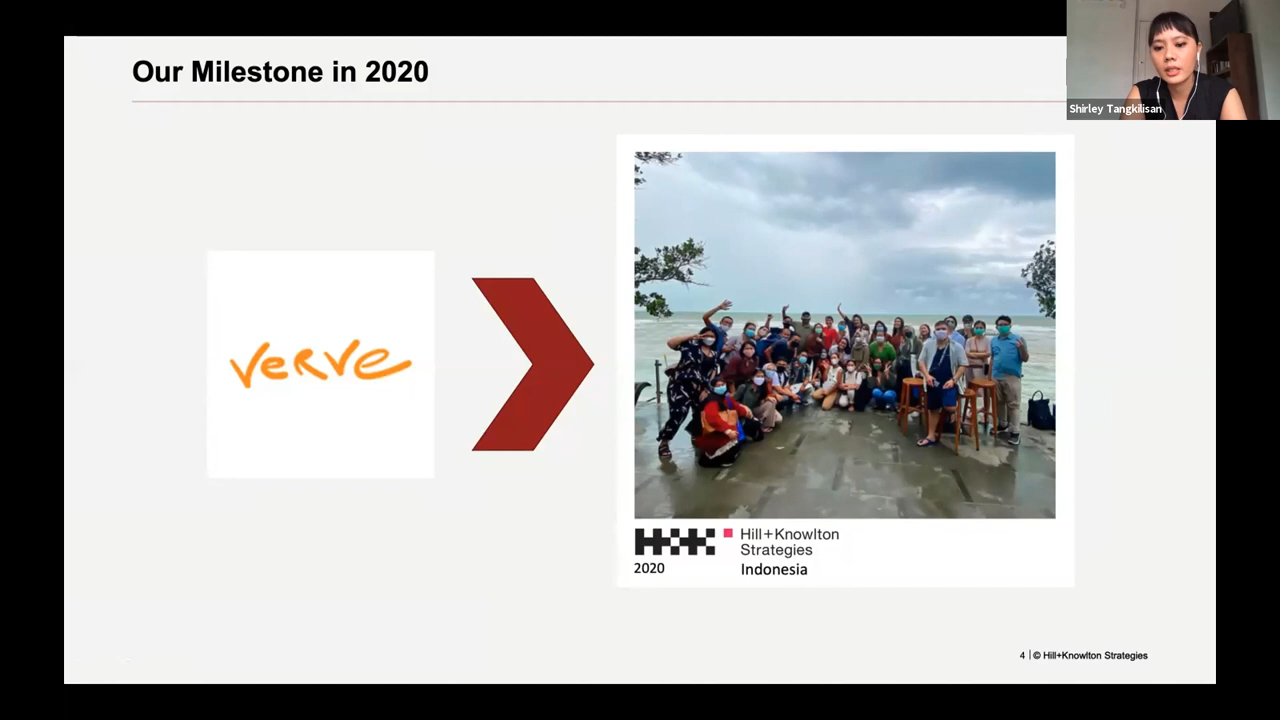 Our Milestone in 2020
Shirley Tangkilisan
verve
H+K
Hill+Knowlton
Strategies
2020
Indonesia
4 | © Hill+Knowlton Strategies